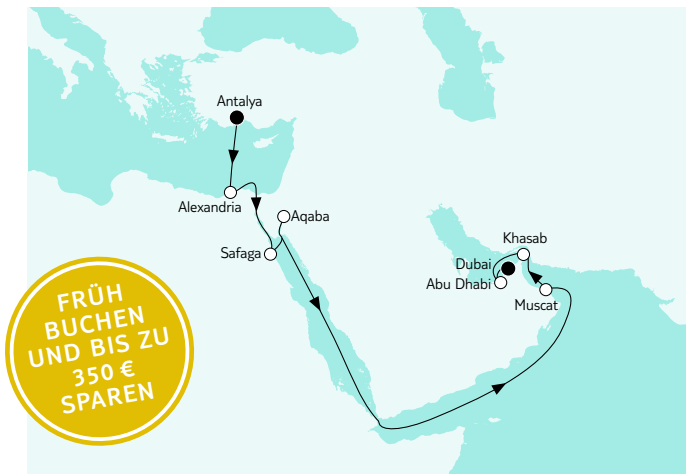 Antalya
Alexandria
Aqaba
Safaga
Khasab
Dubai
Abu Dhabi
Muscat
FRÜH
BUCHEN
UND BIS ZU
350 €
SPAREN